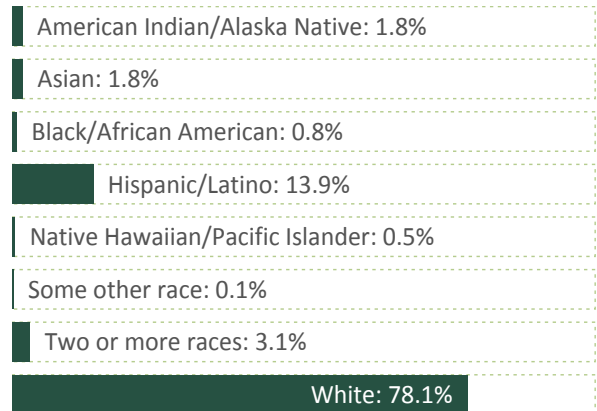 American Indian/Alaska Native: 1.8%
Asian: 1.8%
Black/African American: 0.8%
Hispanic/Latino: 13.9%
Native Hawaiian/Pacific Islander: 0.5%
Some other race: 0.1%
Two or more races: 3.1%
White: 78.1%